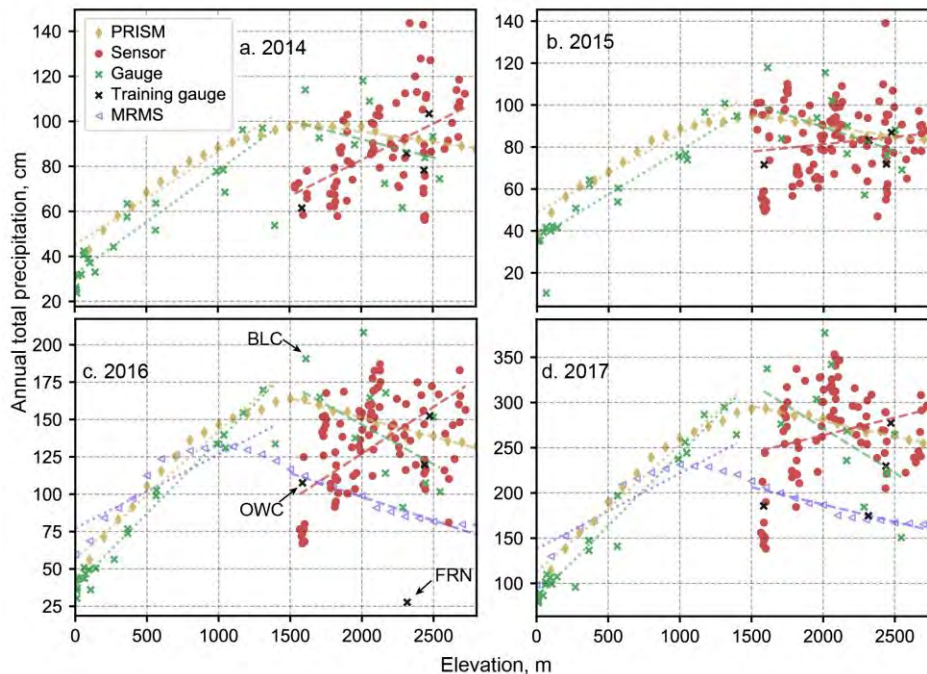 a. 2014
b. 2015
PRISM
Sensor
Gauge
Training gauge
MRMS
140
120
100
80
60
40
20
140
120
100
80
60
40
20
Annual total precipitation, cm
c. 2016
d. 2017
BLC
OWC
FRN
200
175
150
125
100
75
50
25
350
300
250
200
150
100
0 500 1000 1500 2000 2500
0 500 1000 1500 2000 2500
Elevation, m